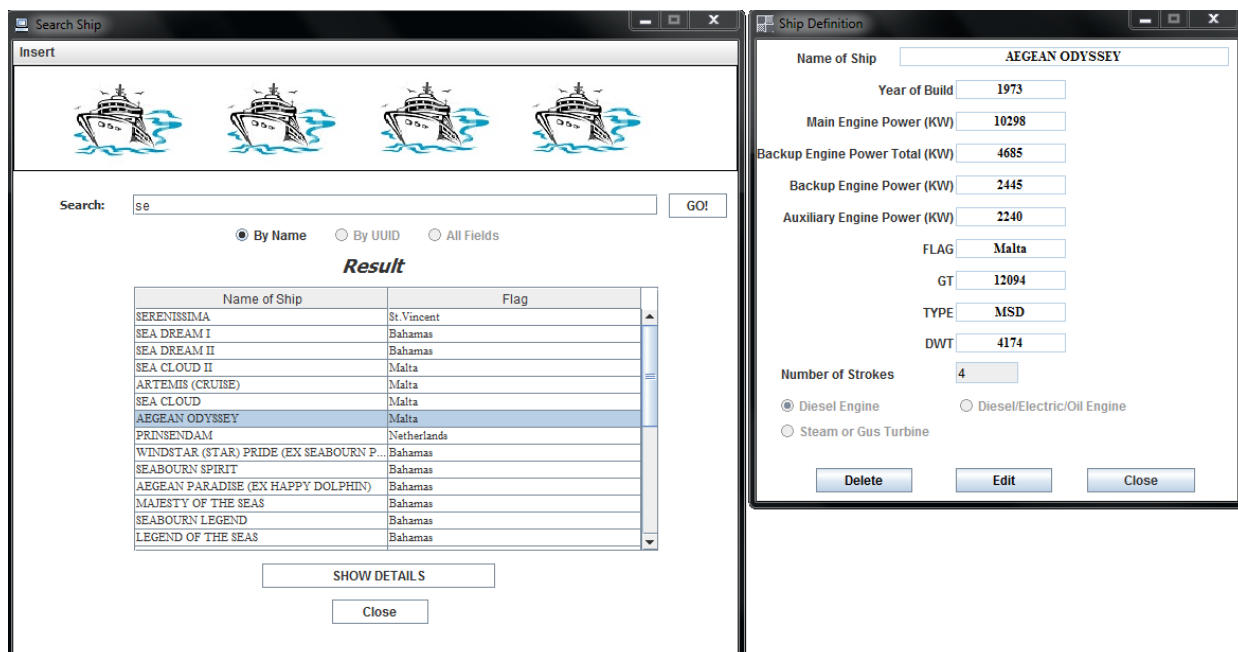 Search Ship
Insert
Search: se GO!
By Name By UUID All Fields
Result
Name of Ship Flag
SERENISSIMA St.Vincent
SEA DREAM I Bahamas
SEA DREAM II Bahamas
SEA CLOUD II Malta
ARTEMIS (CRUISE) Malta
SEA CLOUD Malta
AEGEAN ODYSSEY Malta
PRINSENDAM Netherlands
WINDSTAR (STAR) PRIDE (EX SEABOURN P... Bahamas
SEABOURN SPIRIT Bahamas
AEGEAN PARADISE (EX HAPPY DOLPHIN) Bahamas
MAJESTY OF THE SEAS Bahamas
SEABOURN LEGEND Bahamas
LEGEND OF THE SEAS Bahamas
SHOW DETAILS
Close
Ship Definition
Name of Ship AEGEAN ODYSSEY
Year of Build 1973
Main Engine Power (KW) 10298
Backup Engine Power Total (KW) 4685
Backup Engine Power (KW) 2445
Auxiliary Engine Power (KW) 2240
FLAG Malta
GT 12094
TYPE MSD
DWT 4174
Number of Strokes 4
Diesel Engine Diesel/Electric/Oil Engine
Steam or Gus Turbine
Delete Edit Close